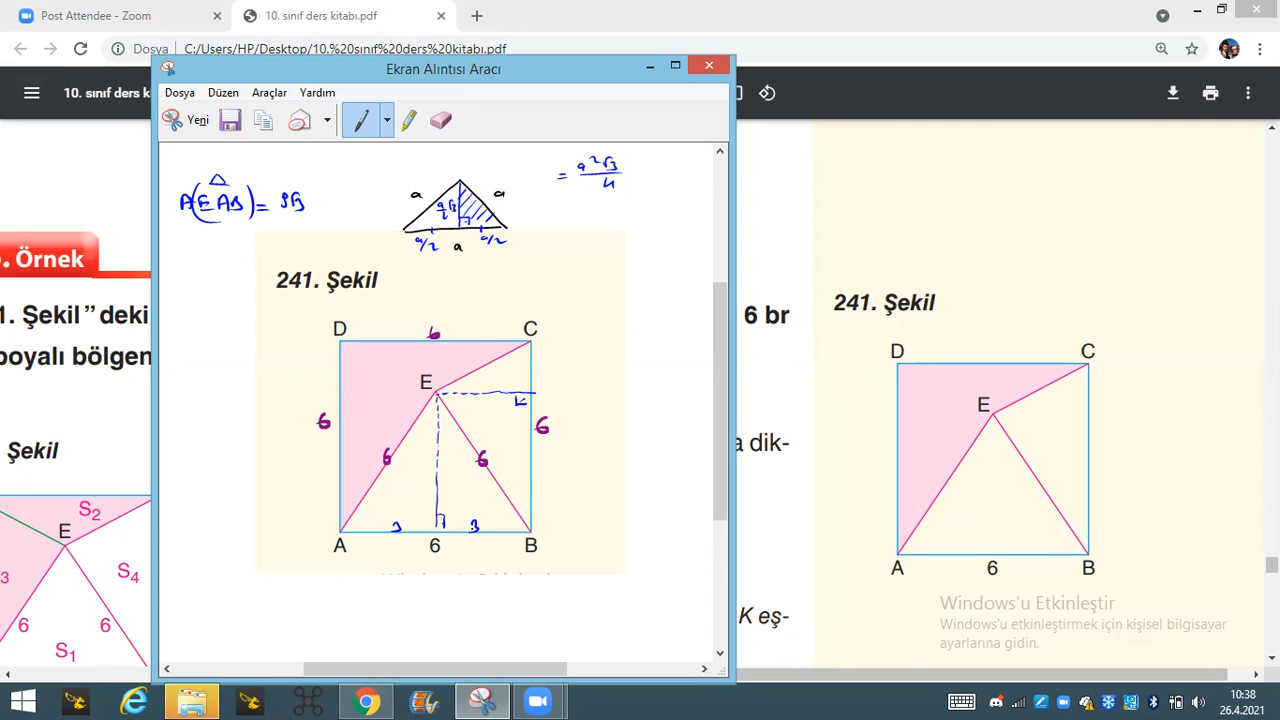 Post Attendee - Zoom
10. sınıf ders kitabı.pdf
Dosya
C:/Users/HP/Desktop/10.%20sınıf%20ders%20kitabı.pdf
Ekran Alıntısı Aracı
10. sınıf ders k
Dosya Düzen Araçlar Yardım
Yeni
A(EAB) =
= a²√3/4
a
a
a√3/2
a/2
a/2
a
. Örnek
1. Şekil" deki
boyalı bölgen
6 br
Şekil
a dik-
K eş-
241. Şekil
D
6
C
E
K
6
6
6
6
3
3
A
6
B
241. Şekil
D
C
E
A
6
B
S2
E
3
S4
6
6
S1
Windows'u Etkinleştir
Windows'u etkinleştirmek için kişisel bilgisayar
ayarlarına gidin.
10:38
26.4.2021